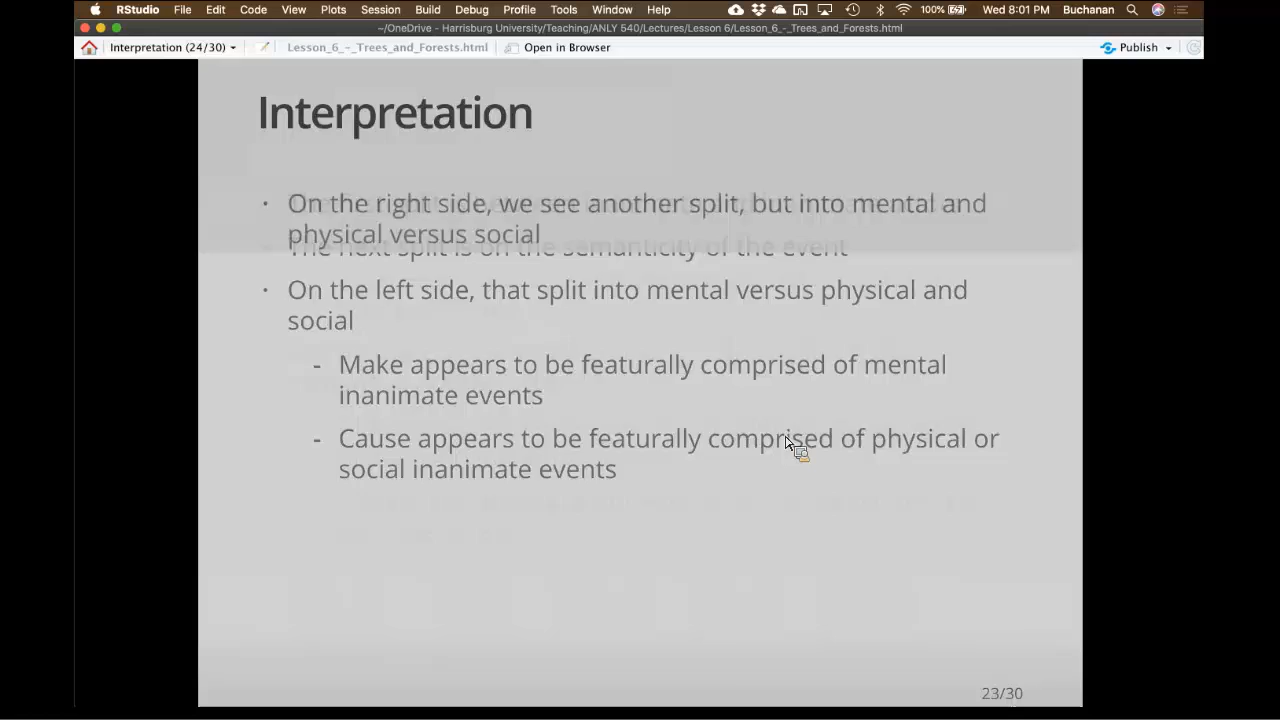 RStudio File Edit Code View Plots Session Build Debug Profile Tools Window Help 100% Wed 8:01 PM Buchanan
~/OneDrive - Harrisburg University/Teaching/ANLY 540/Lectures/Lesson 6/Lesson_6_-_Trees_and_Forests.html
Interpretation (24/30) Lesson_6_-_Trees_and_Forests.html Open in Browser Publish
Interpretation
• On the right side, we see another split, but into mental and
physical versus social
The next split is on the semanticity of the event
• On the left side, that split into mental versus physical and
social
- Make appears to be featurally comprised of mental
inanimate events
- Cause appears to be featurally comprised of physical or
social inanimate events
23/30